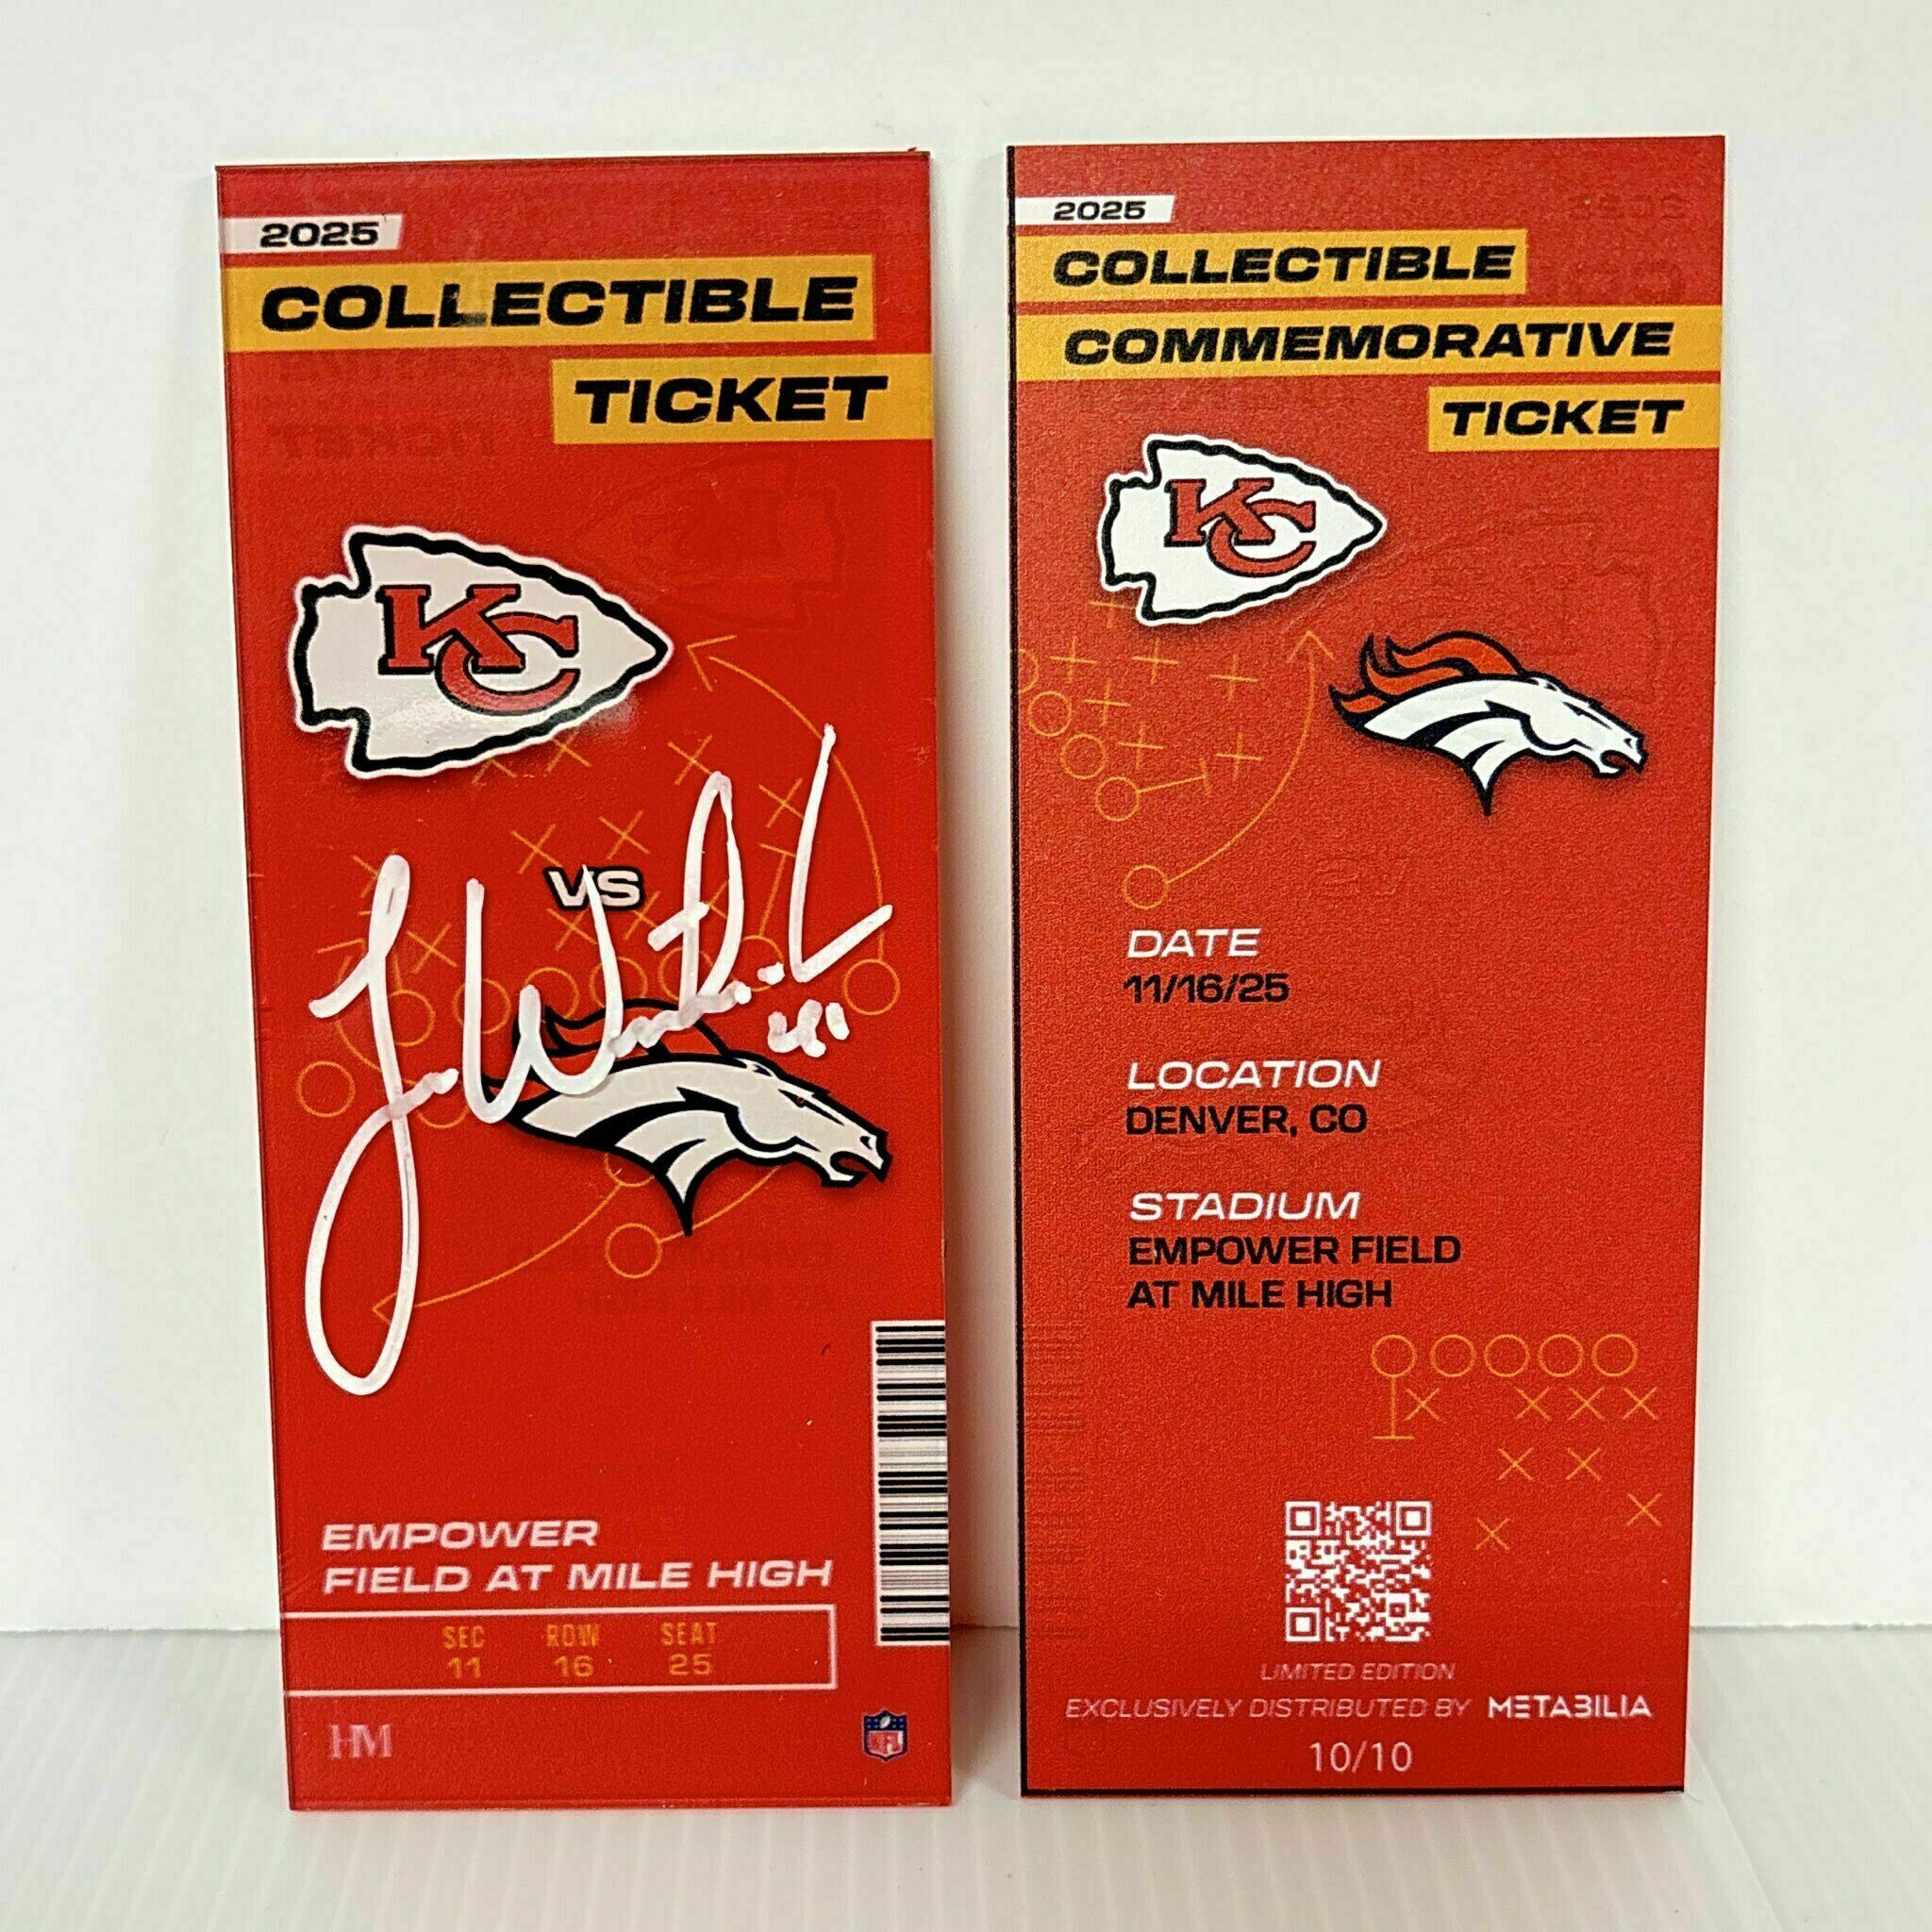 2025
COLLECTIBLE
TICKET
KC
VS
EMPOWER
FIELD AT MILE HIGH
SEC ROW SEAT
11 16 25
HM
NFL
2025
COLLECTIBLE
COMMEMORATIVE
TICKET
KC
DATE
11/16/25
LOCATION
DENVER, CO
STADIUM
EMPOWER FIELD
AT MILE HIGH
LIMITED EDITION
EXCLUSIVELY DISTRIBUTED BY METABILIA
10/10